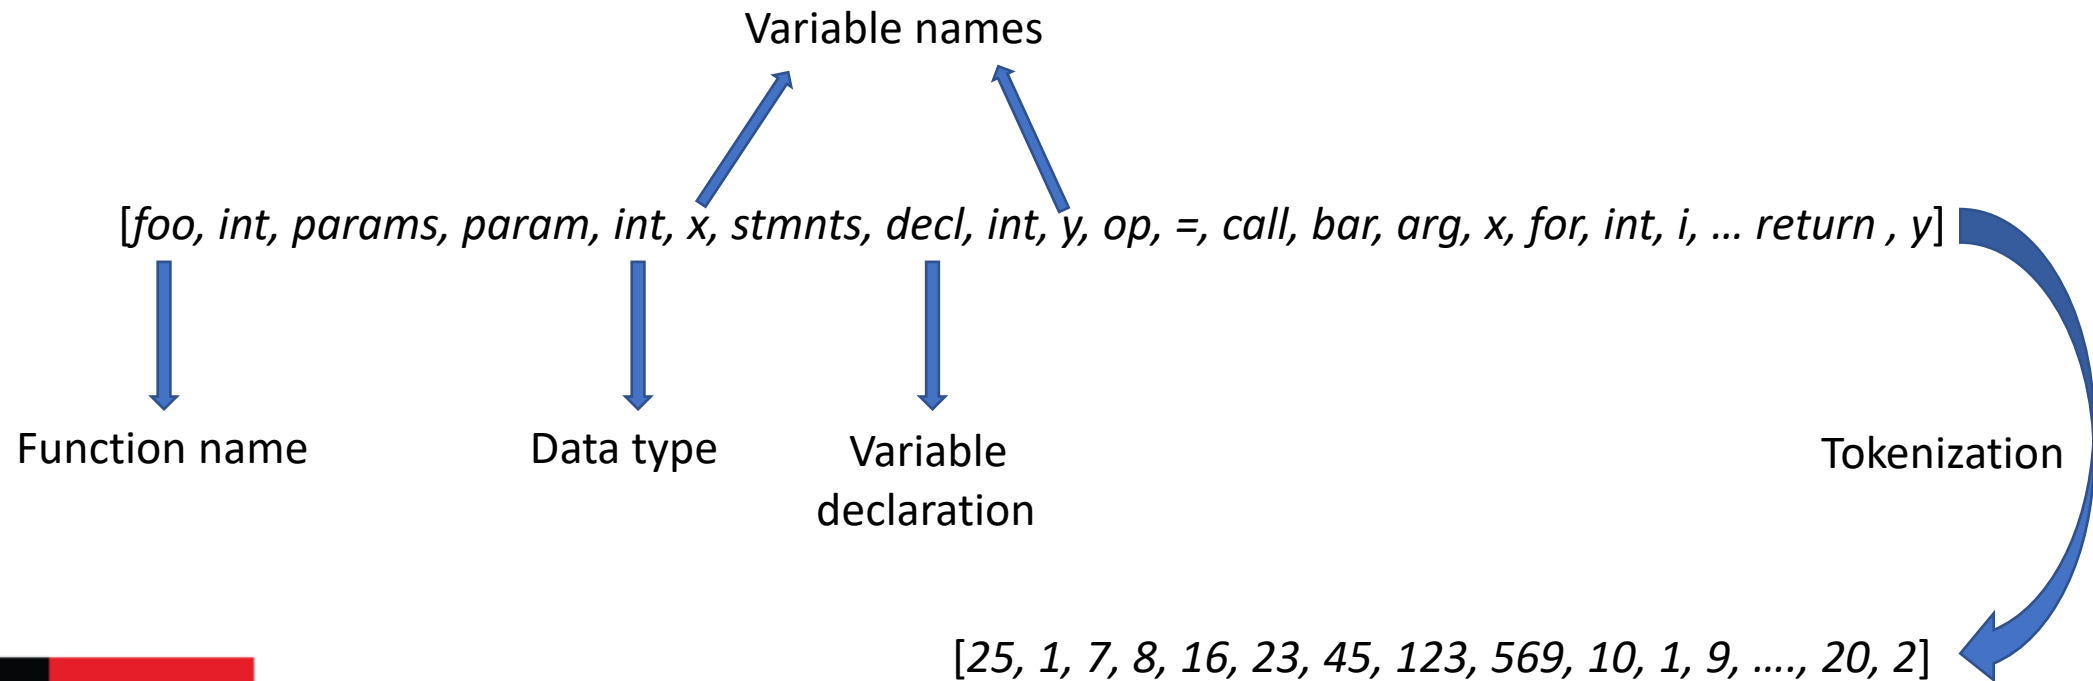 Variable names
[foo, int, params, param, int, x, stmnts, decl, int, y, op, =, call, bar, arg, x, for, int, i, ... return , y]
Function name
Data type
Variable
declaration
Tokenization
[25, 1, 7, 8, 16, 23, 45, 123, 569, 10, 1, 9, ...., 20, 2]